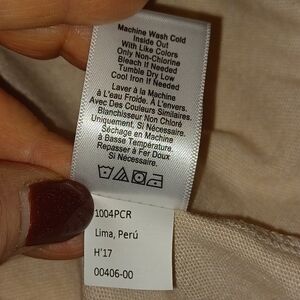 Machine Wash Cold
Inside Out
With Like Colors
Only Non-Chlorine
Bleach If Needed
Tumble Dry Low
Cool Iron If Needed
Laver à la Machine
à L'eau Froide. À L'envers.
Avec Des Couleurs Similaires.
Blanchisseur Non Chloré
Uniquement, Si Nécessaire.
Séchage en Machine
à Basse Température.
Repasser à Fer Doux
Si Nécessaire.
1004PCR
Lima, Perú
H'17
00406-00